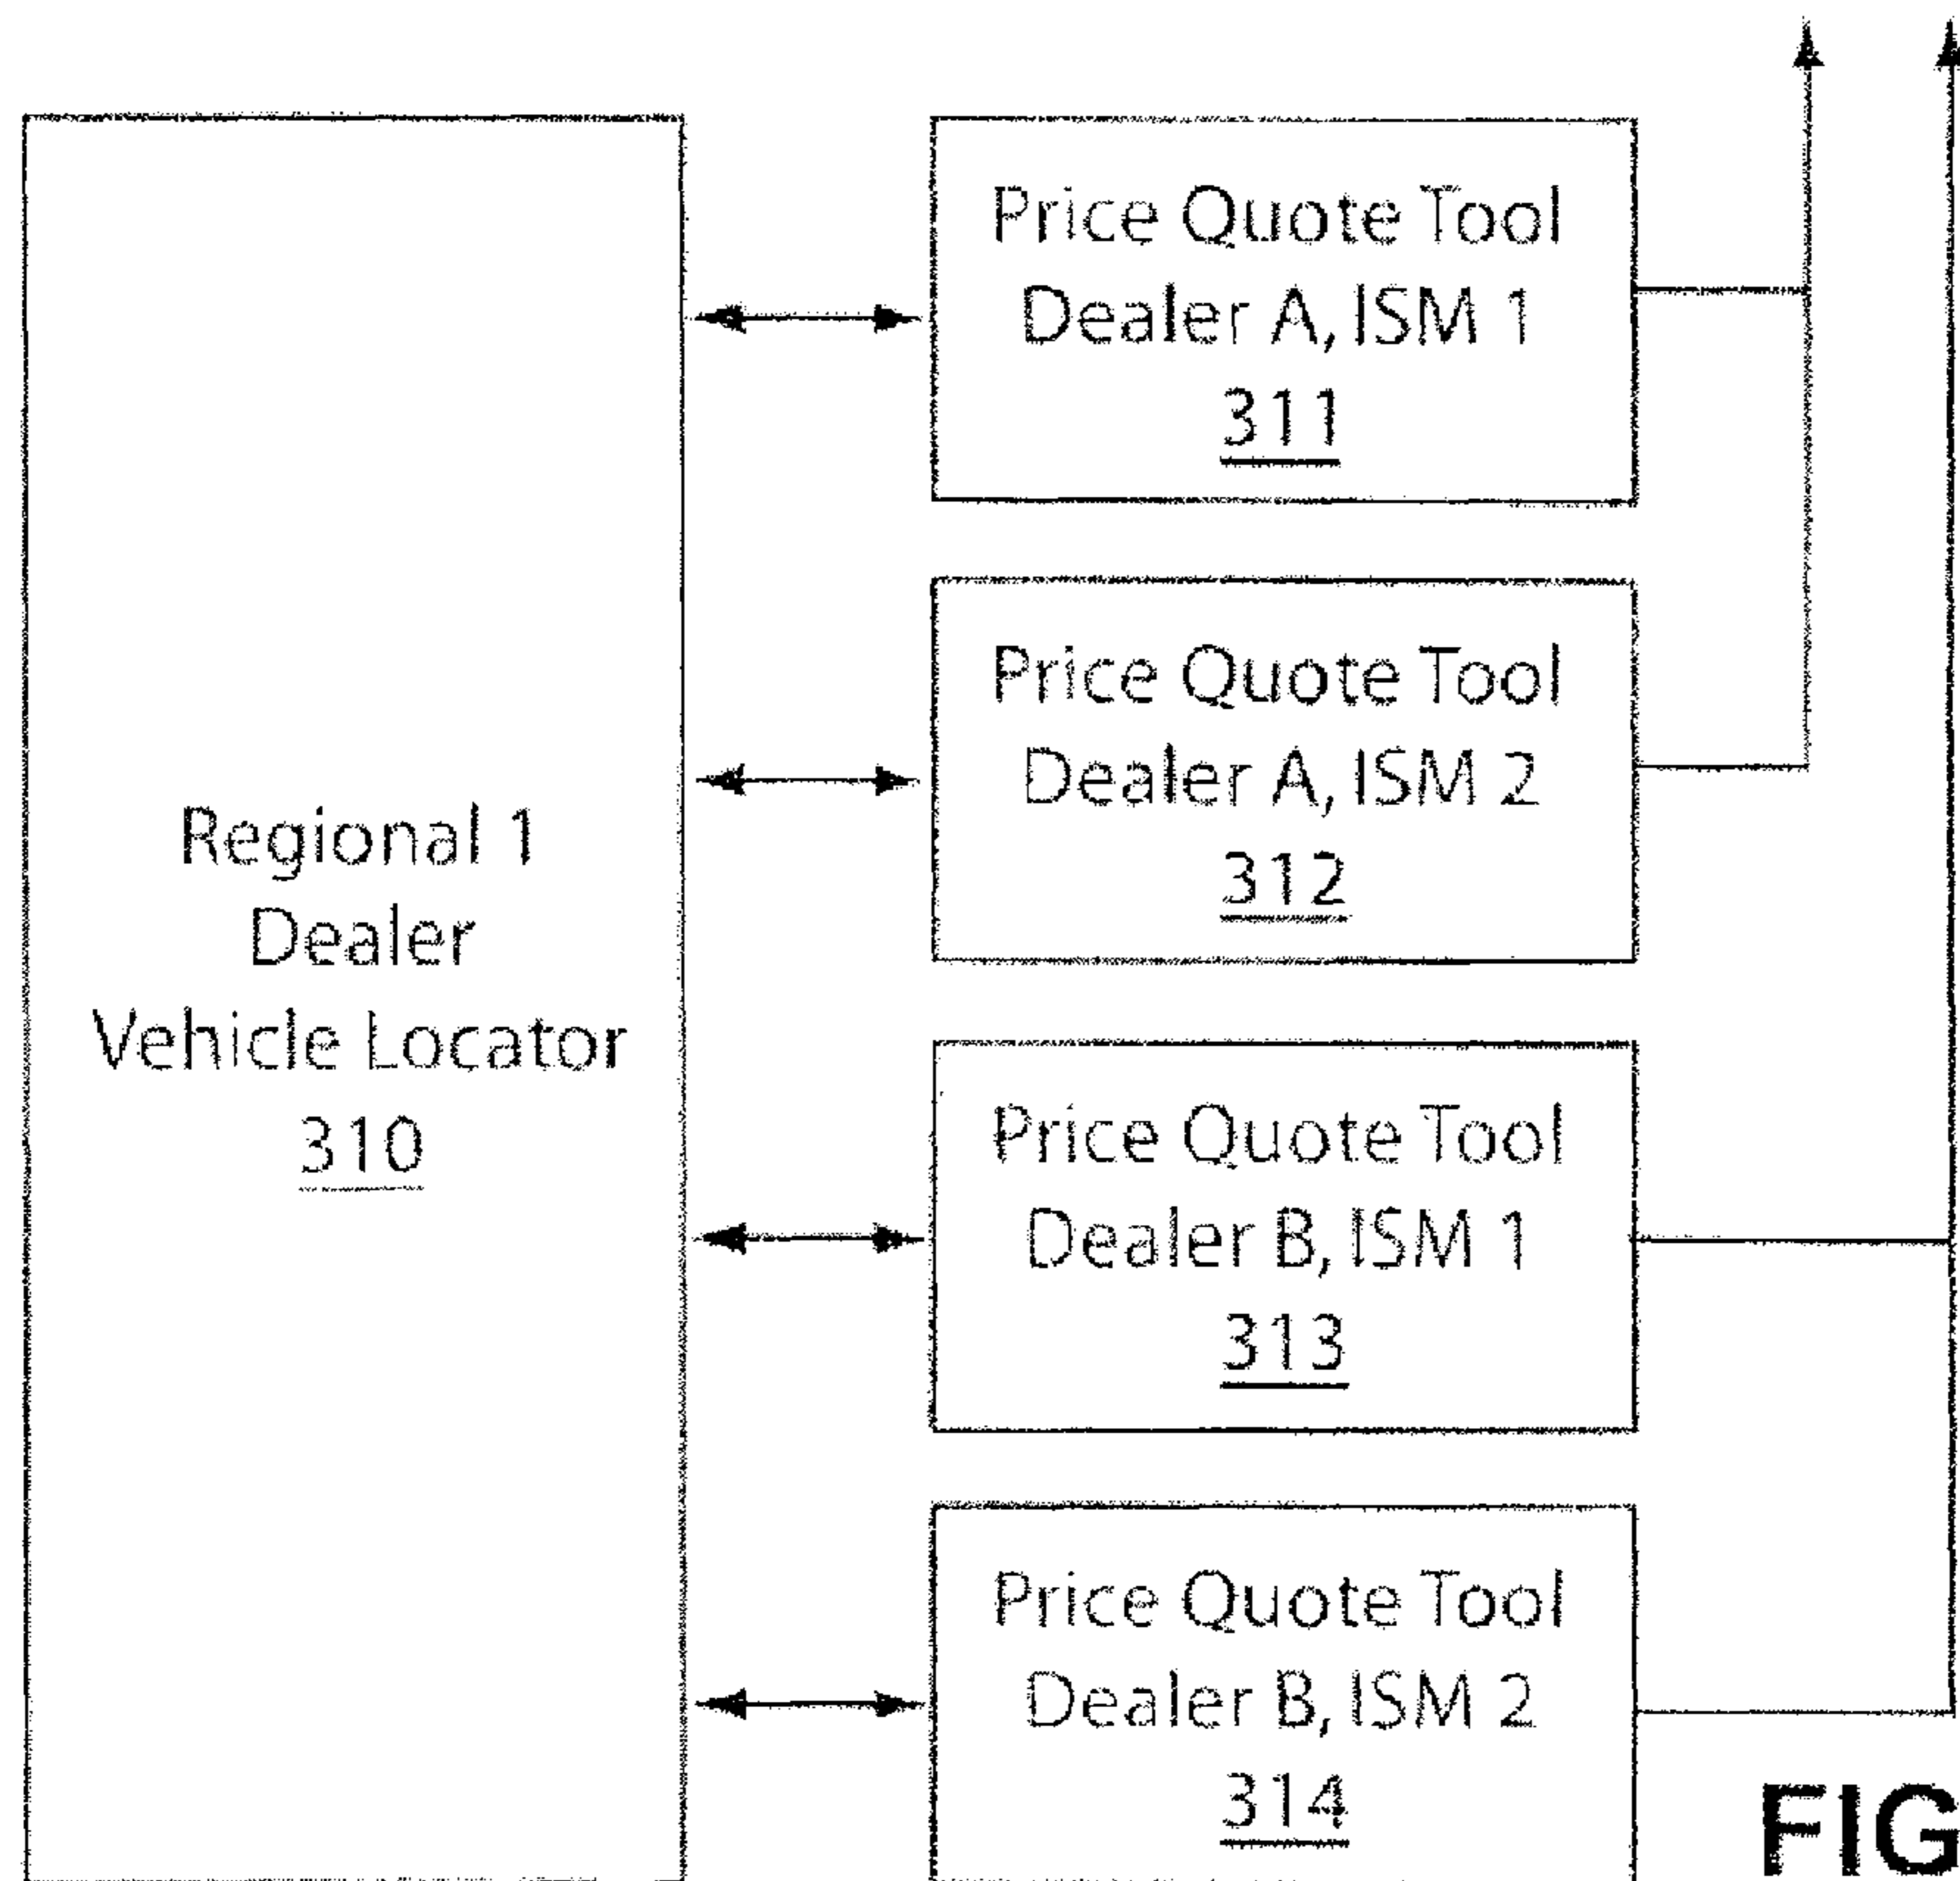 Regional 1
Dealer
Vehicle Locator
310
Price Quote Tool
Dealer A, ISM 1
311
Price Quote Tool
Dealer A, ISM 2
312
Price Quote Tool
Dealer B, ISM 1
313
Price Quote Tool
Dealer B, ISM 2
314
FIG